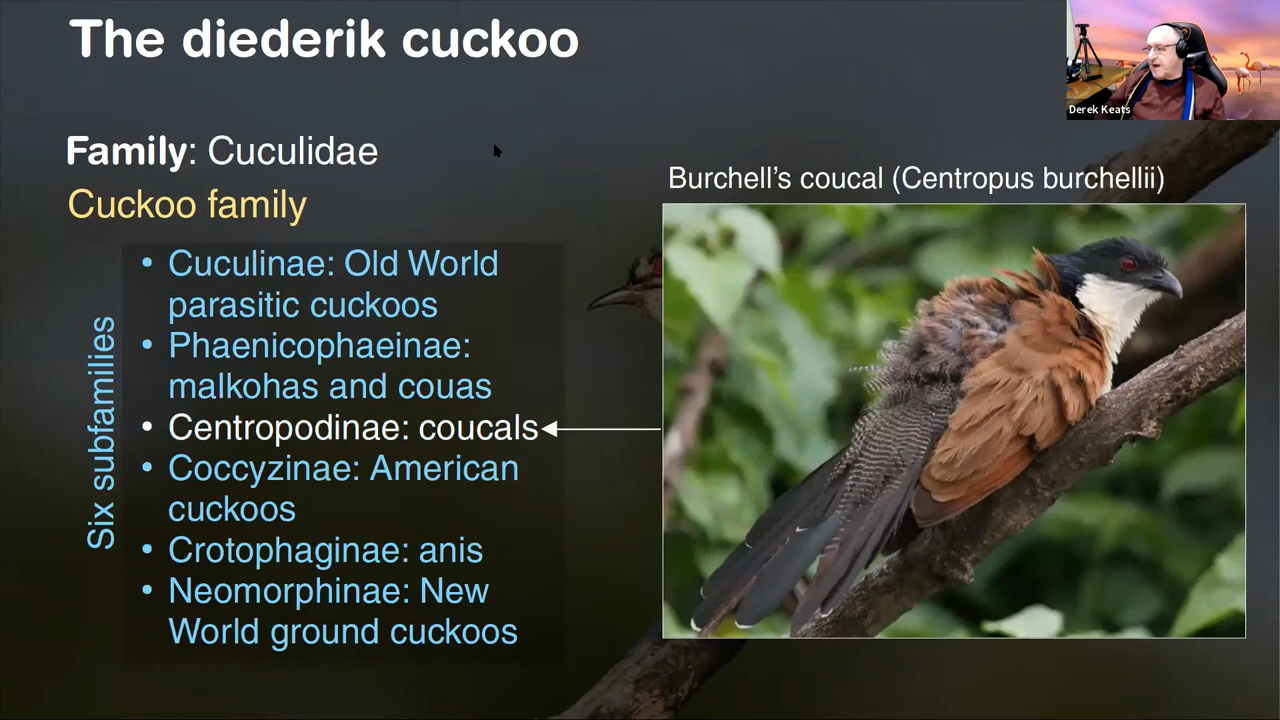 The diederik cuckoo
Derek Keats
Family: Cuculidae
Cuckoo family
Burchell's coucal (Centropus burchellii)
Six subfamilies
• Cuculinae: Old World
parasitic cuckoos
• Phaenicophaeinae:
malkohas and couas
• Centropodinae: coucals
• Coccyzinae: American
cuckoos
• Crotophaginae: anis
• Neomorphinae: New
World ground cuckoos